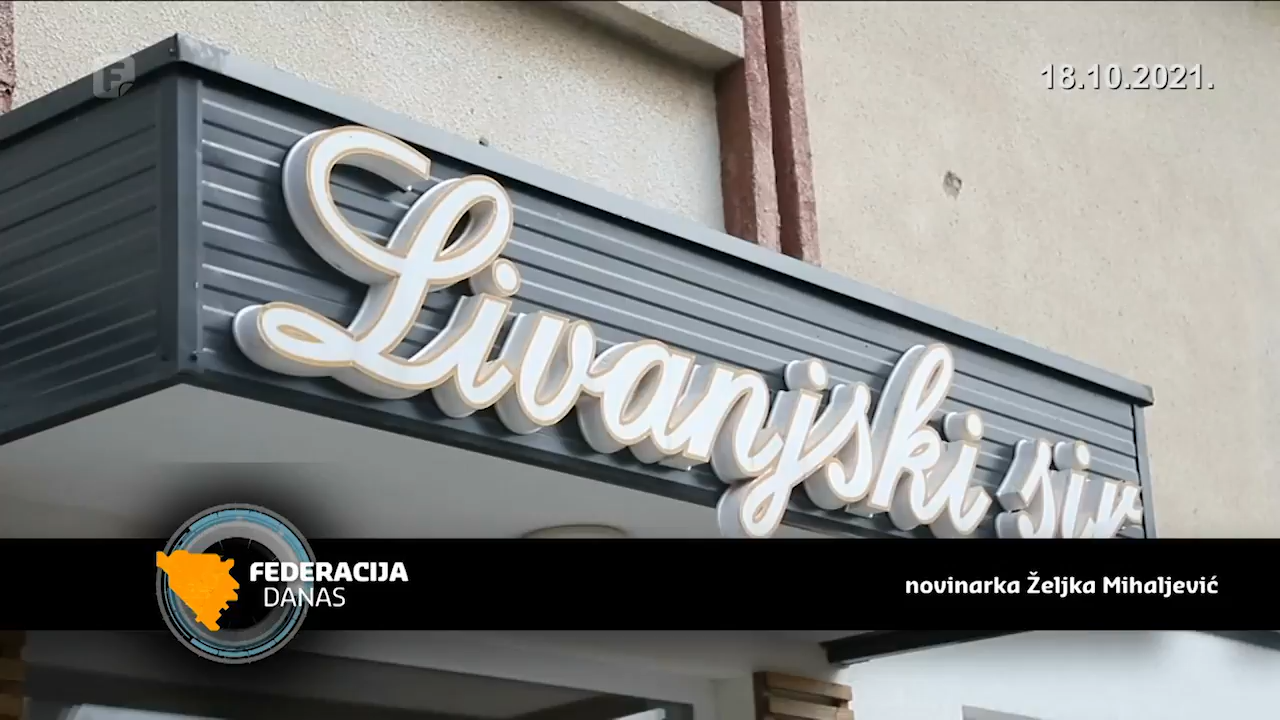 F
18.10.2021.
Livanjski sir
FEDERACIJA
DANAS
novinarka Željka Mihaljević